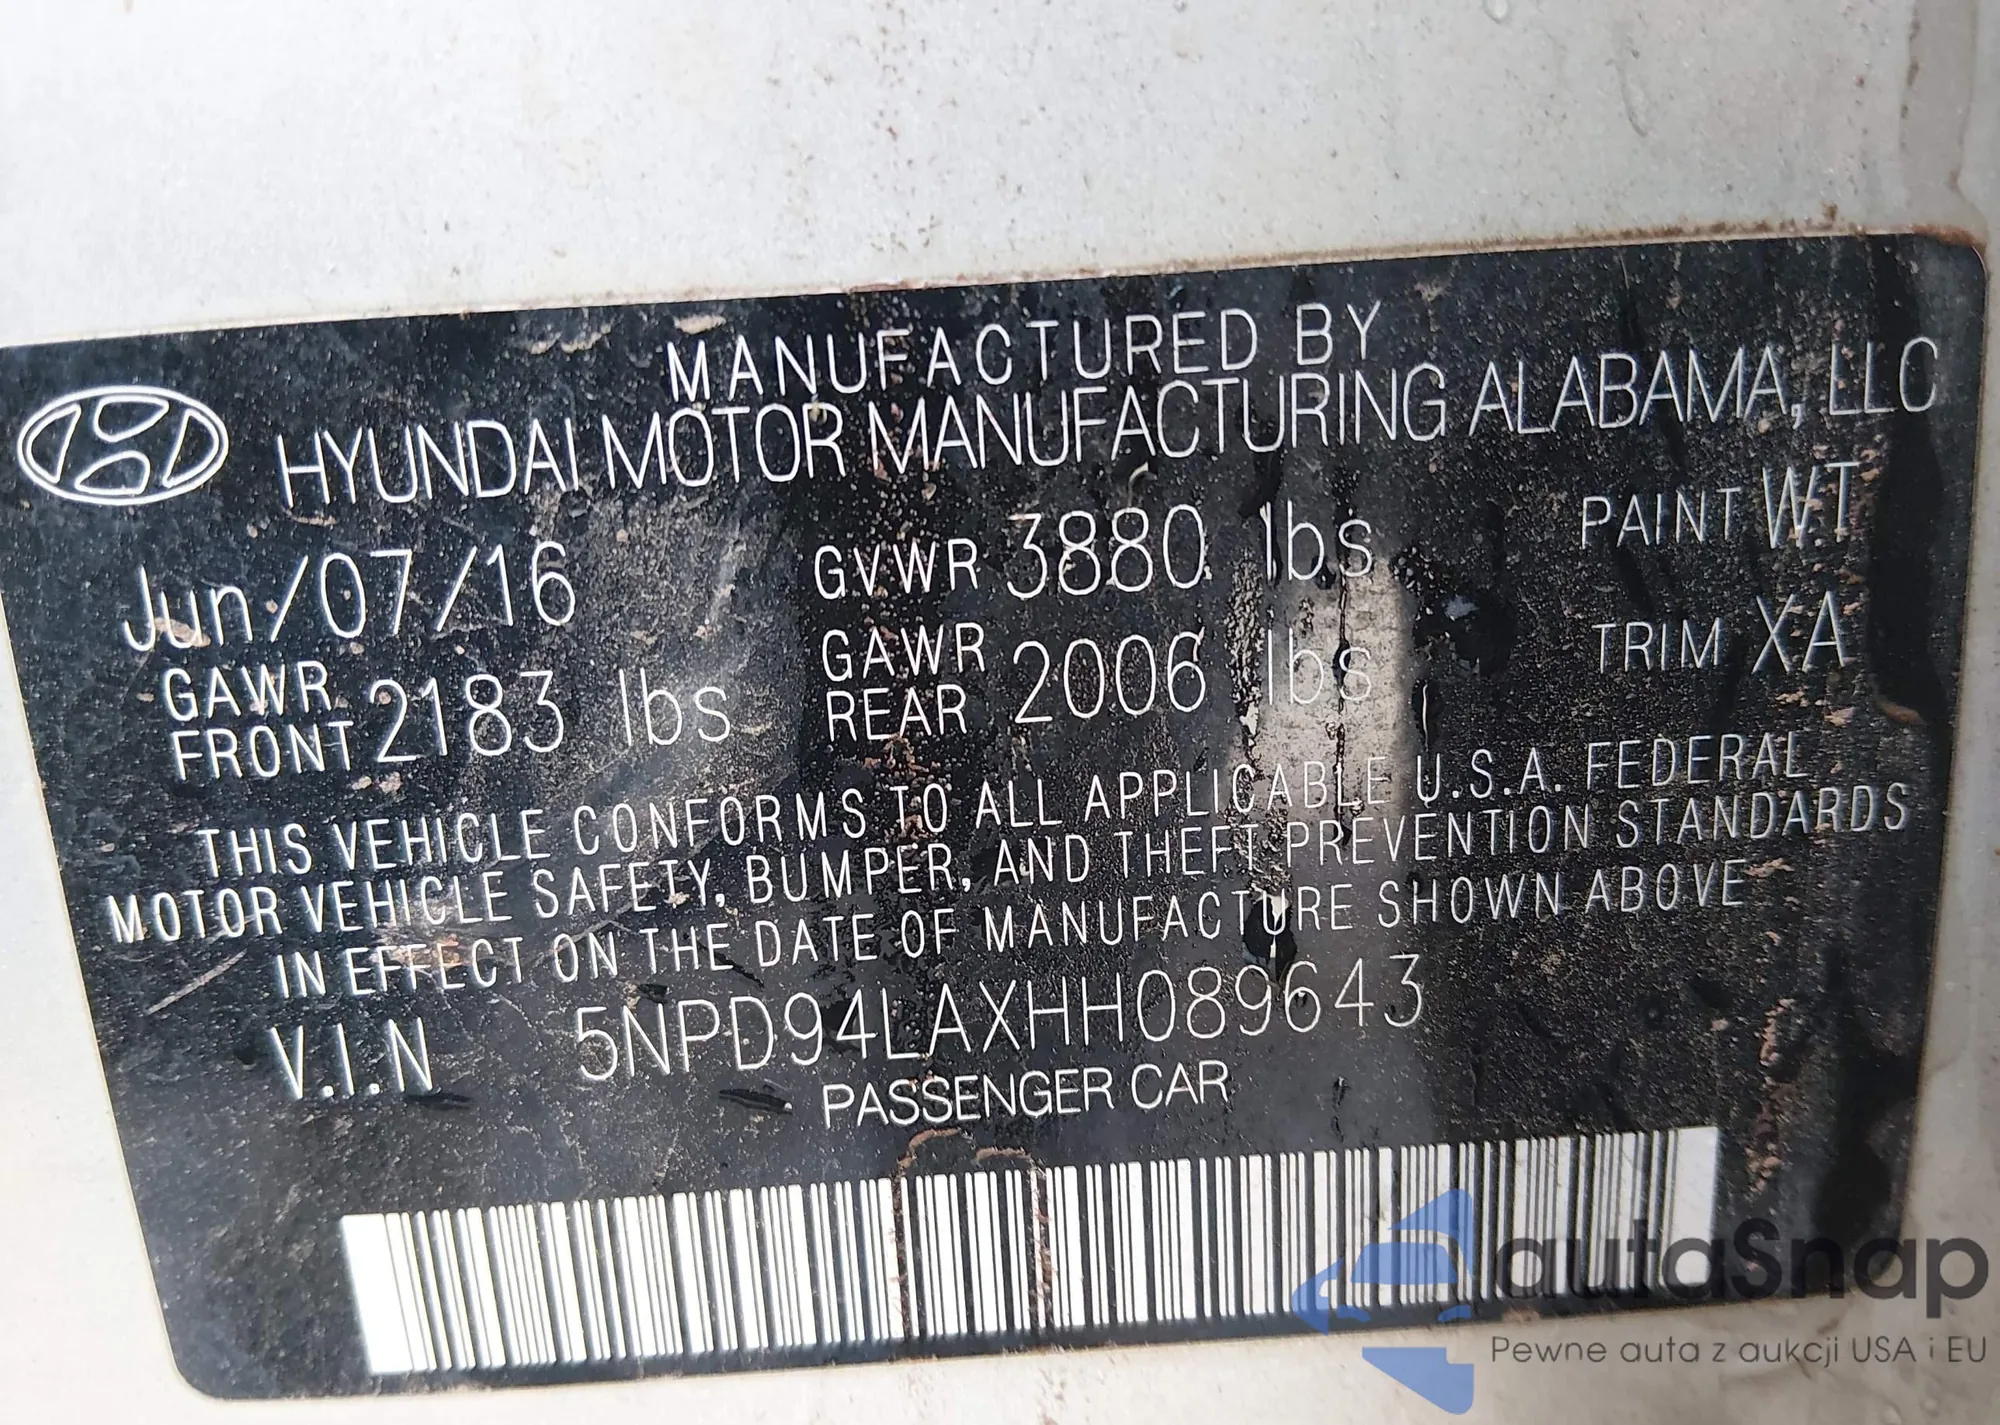 MANUFACTURED BY
HYUNDAI MOTOR MANUFACTURING ALABAMA, LLC
Jun/07/16 GVWR 3880 lbs PAINT WT
GAWR FRONT 2183 lbs GAWR REAR 2006 lbs TRIM XA
THIS VEHICLE CONFORMS TO ALL APPLICABLE U.S.A. FEDERAL
MOTOR VEHICLE SAFETY, BUMPER, AND THEFT PREVENTION STANDARDS
IN EFFECT ON THE DATE OF MANUFACTURE SHOWN ABOVE
V.I.N 5NPD94LAXHH089643
PASSENGER CAR
autaSnap
Pewne auta z aukcji USA i EU